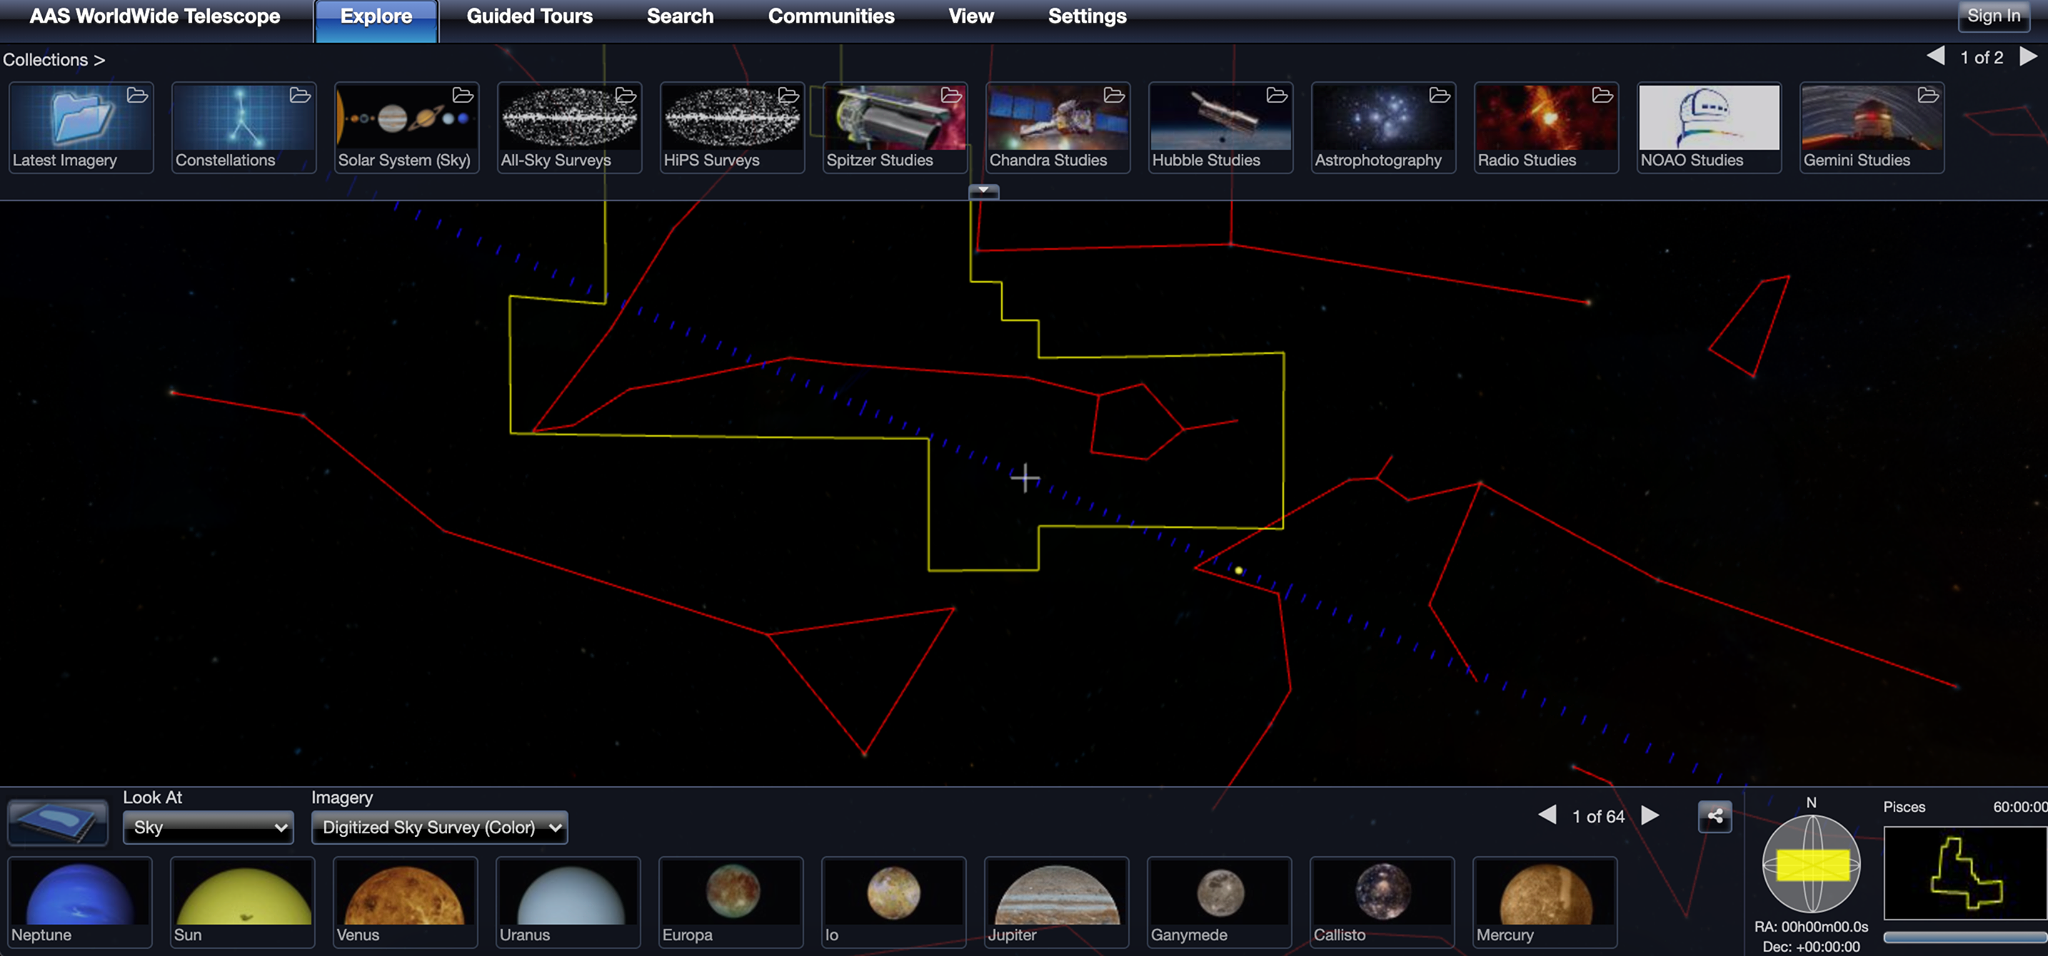 AAS WorldWide Telescope Explore Guided Tours Search Communities View Settings Sign In
Collections > 1 of 2
Latest Imagery Constellations Solar System (Sky) All-Sky Surveys HiPS Surveys Spitzer Studies Chandra Studies Hubble Studies Astrophotography Radio Studies NOAO Studies Gemini Studies
Look At Imagery
Sky Digitized Sky Survey (Color) 1 of 64
N Pisces 60:00:00
Neptune Sun Venus Uranus Europa Io Jupiter Ganymede Callisto Mercury
RA: 00h00m00.0s
Dec: +00:00:00